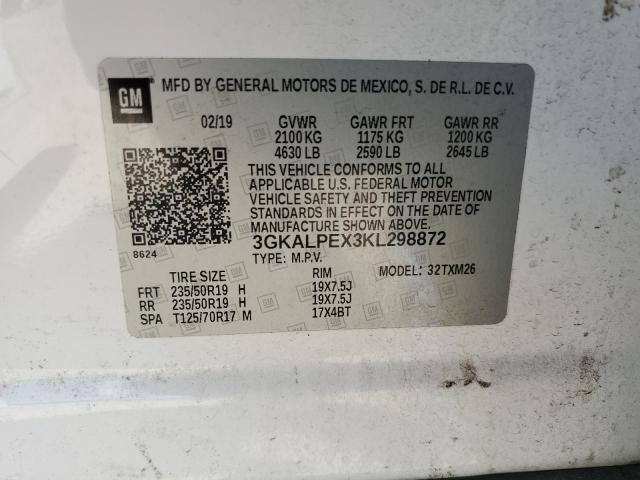 GM MFD BY GENERAL MOTORS DE MEXICO, S. DE R.L. DE C.V.
02/19 GVWR GAWR FRT GAWR RR
2100 KG 1175 KG 1200 KG
4630 LB 2590 LB 2645 LB
THIS VEHICLE CONFORMS TO ALL
APPLICABLE U.S. FEDERAL MOTOR
VEHICLE SAFETY AND THEFT PREVENTION
STANDARDS IN EFFECT ON THE DATE OF
MANUFACTURE SHOWN ABOVE.
8624
3GKALPEX3KL298872
TYPE: M.P.V. MODEL: 32TXM26
TIRE SIZE RIM
FRT 235/50R19 H 19X7.5J
RR 235/50R19 H 19X7.5J
SPA T125/70R17 M 17X4BT